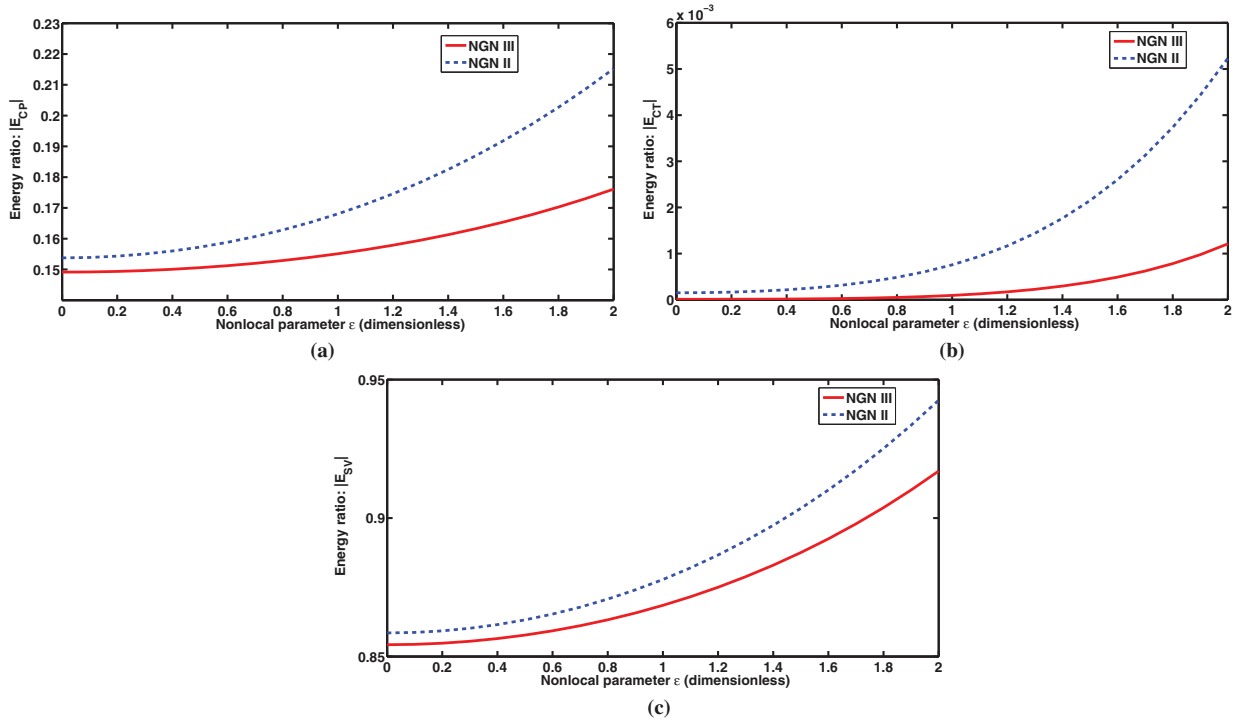 0.23
0.22
0.21
0.2
0.19
0.18
0.17
0.16
0.15
Energy ratio: |E_CP|
NGN III
NGN II
0 0.2 0.4 0.6 0.8 1 1.2 1.4 1.6 1.8 2
Nonlocal parameter ε (dimensionless)
(a)
x 10⁻³
6
5
4
3
2
1
0
Energy ratio: |E_CT|
NGN III
NGN II
0 0.2 0.4 0.6 0.8 1 1.2 1.4 1.6 1.8 2
Nonlocal parameter ε (dimensionless)
(b)
0.95
0.9
0.85
Energy ratio: |E_SV|
NGN III
NGN II
0 0.2 0.4 0.6 0.8 1 1.2 1.4 1.6 1.8 2
Nonlocal parameter ε (dimensionless)
(c)